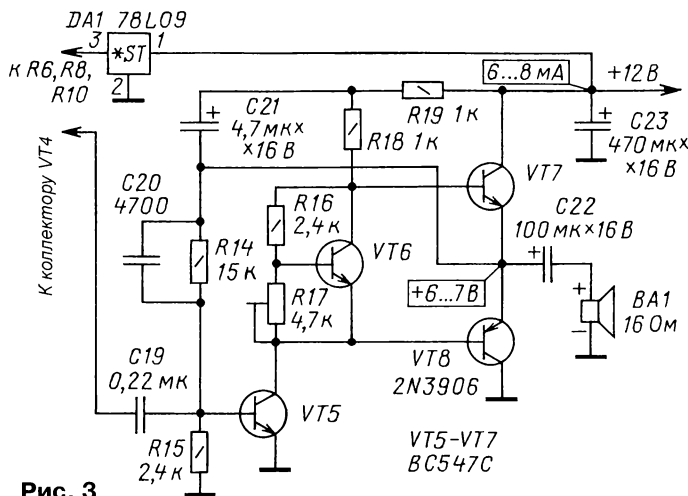 DA1 78L09
3
*,ST
1
2
к R6, R8,
R10
6...8 мА
+12 В
+
C21
4,7 мк×
×16 В
R19 1к
R18 1к
+
C23
470 мк×
×16 В
К коллектору VT4
C20
4700
R14
15 к
R16
2,4 к
VT6
VT7
C22
100 мк×16 В
+
R17
4,7 к
+6...7 В
+
−
BA1
16 Ом
C19
0,22 мк
VT5
VT8
2N3906
R15
2,4 к
VT5-VT7
BC547C
Рис. 3